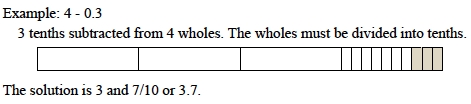 Example: 4 - 0.3
3 tenths subtracted from 4 wholes. The wholes must be divided into tenths.
The solution is 3 and 7/10 or 3.7.